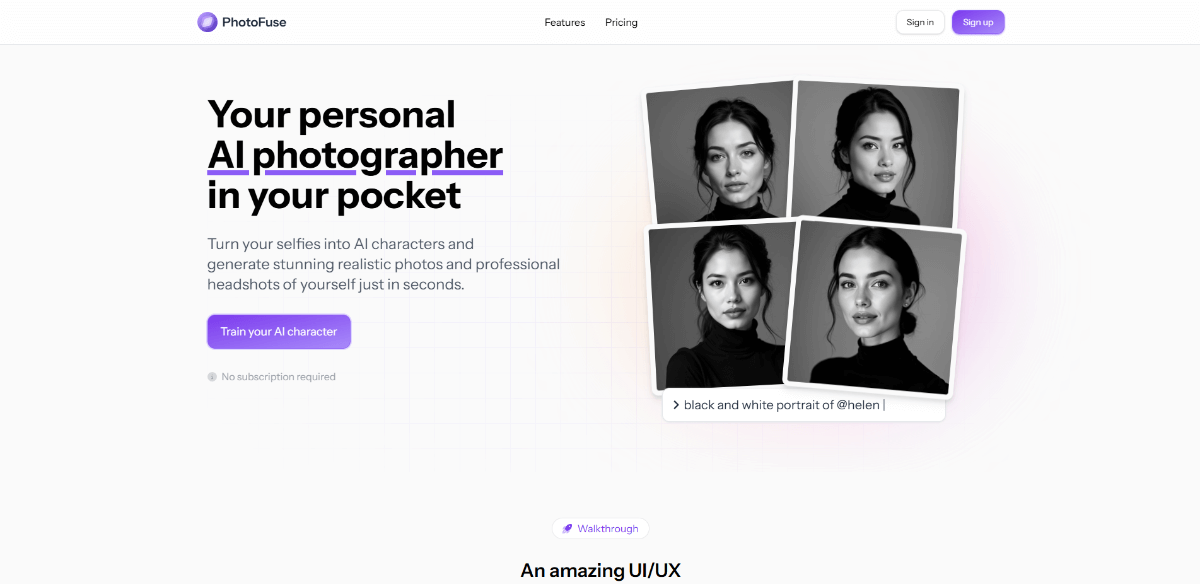 PhotoFuse
Features
Pricing
Sign in
Sign up
Your personal
AI photographer
in your pocket
Turn your selfies into AI characters and
generate stunning realistic photos and professional
headshots of yourself just in seconds.
Train your AI character
No subscription required
black and white portrait of @helen |
Walkthrough
An amazing UI/UX